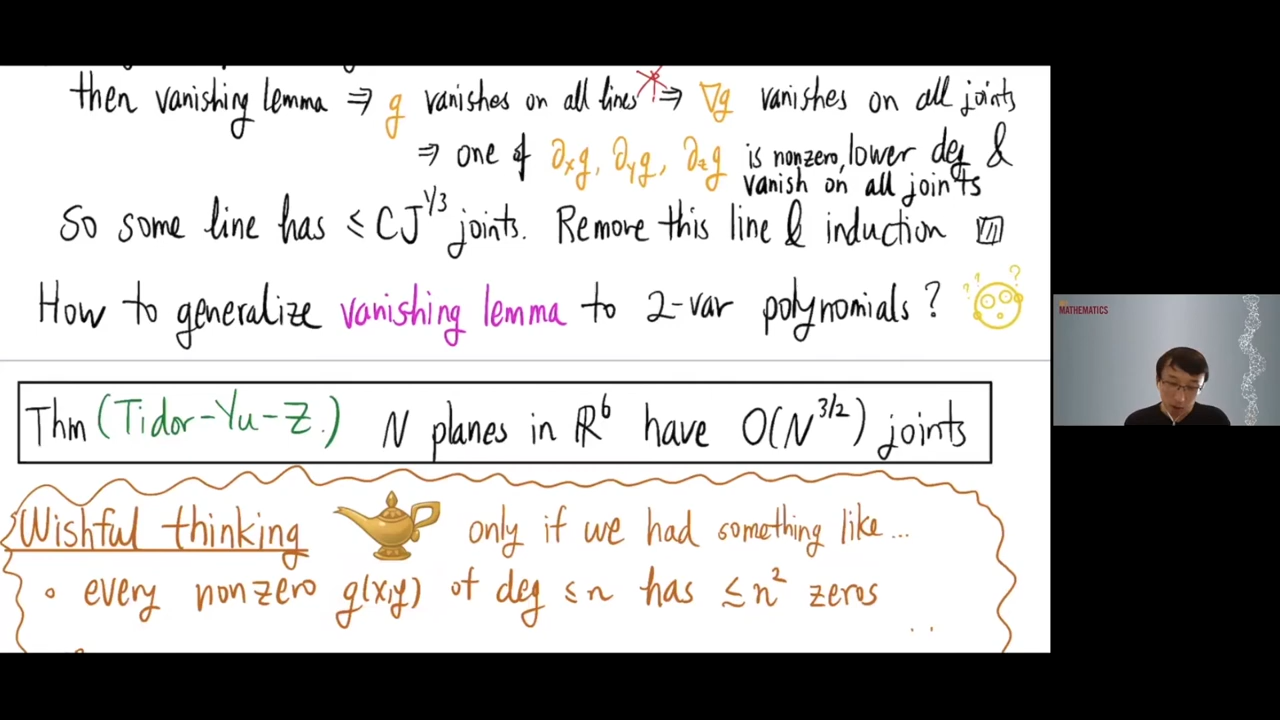 then vanishing lemma ⇒ g vanishes on all lines ⇒ ∇g vanishes on all joints
⇒ one of ∂ₓg, ∂ᵧg, ∂_z g is nonzero, lower deg &
vanish on all joints
So some line has ≤ CJ^{1/3} joints. Remove this line & induction
How to generalize vanishing lemma to 2-var polynomials?
? ? ?
MATHEMATICS
Thm (Tidor-Yu-Z.) N planes in ℝ⁶ have O(N^{3/2}) joints
Wishful thinking only if we had something like...
• every nonzero g(x,y) of deg ≤ n has ≤ n² zeros